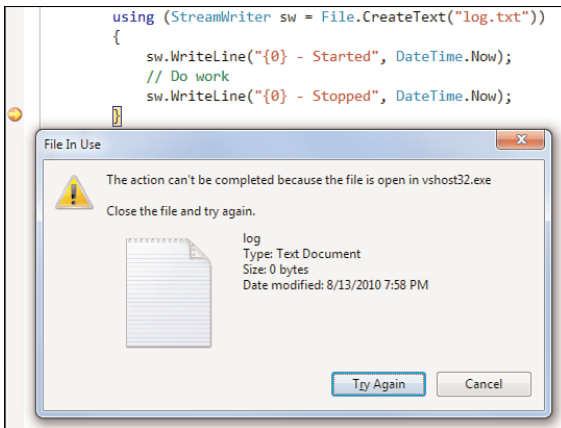 using (StreamWriter sw = File.CreateText("log.txt"))
{
sw.WriteLine("{0} - Started", DateTime.Now);
// Do work
sw.WriteLine("{0} - Stopped", DateTime.Now);
}
File In Use
The action can't be completed because the file is open in vshost32.exe
Close the file and try again.
log
Type: Text Document
Size: 0 bytes
Date modified: 8/13/2010 7:58 PM
Try Again
Cancel